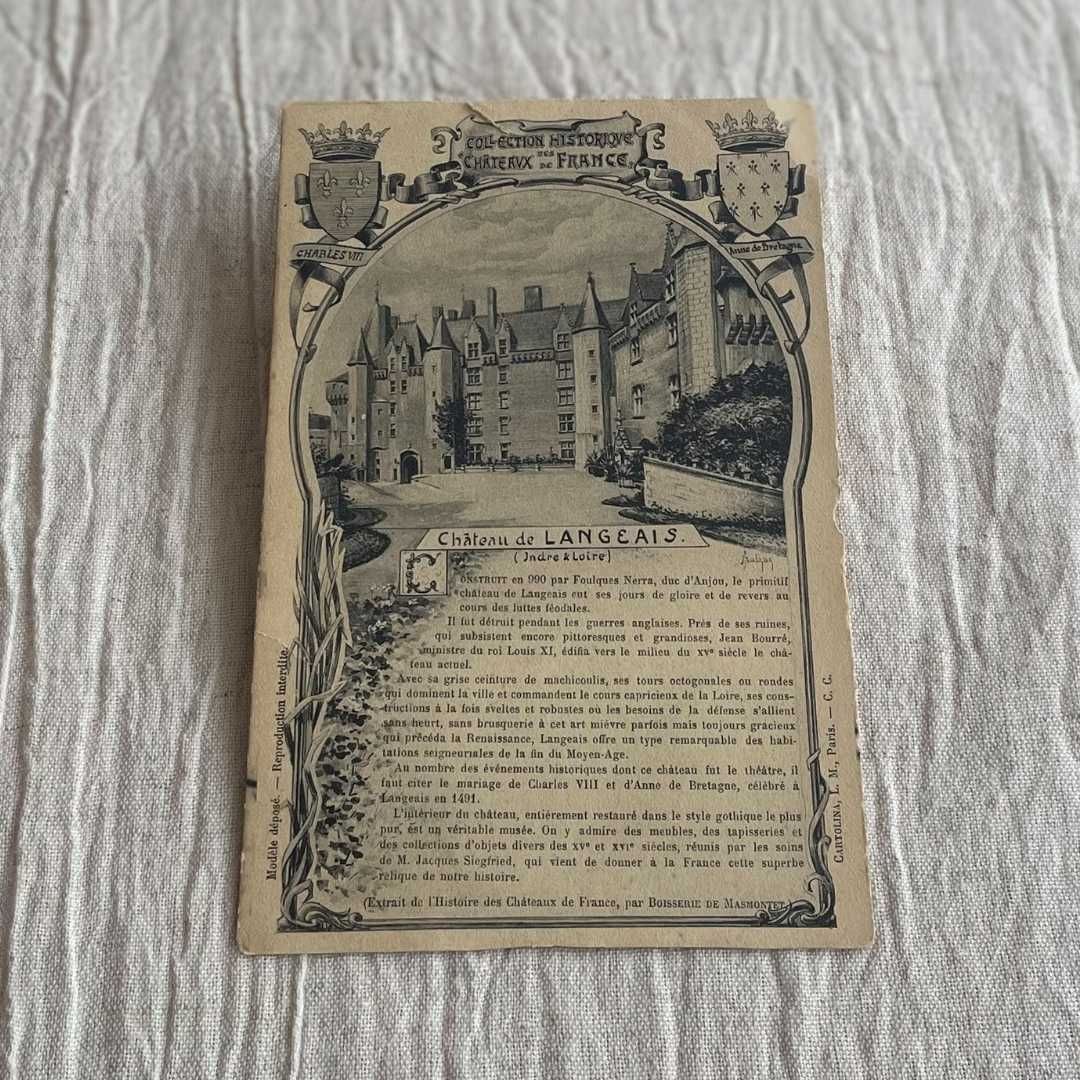 COLLECTION HISTORIQVE
DES
CHÂTEAVX DE FRANCE
CHARLES VIII
Anne de Bretagne
Château de LANGEAIS.
(Indre & Loire)
CONSTRUIT en 990 par Foulques Nerra, duc d'Anjou, le primitif
château de Langeais eut ses jours de gloire et de revers au
cours des luttes féodales.
Il fut détruit pendant les guerres anglaises. Près de ses ruines,
qui subsistent encore pittoresques et grandioses, Jean Bourré,
ministre du roi Louis XI, édifia vers le milieu du XVe siècle le châ-
teau actuel.
Avec sa grise ceinture de machicoulis, ses tours octogonales ou rondes
qui dominent la ville et commandent le cours capricieux de la Loire, ses cons-
tructions à la fois sveltes et robustes où les besoins de la défense s'allient
sans heurt, sans brusquerie à cet art mièvre parfois mais toujours gracieux
qui précéda la Renaissance, Langeais offre un type remarquable des habi-
tations seigneuriales de la fin du Moyen-Age.
Au nombre des événements historiques dont ce château fut le théâtre, il
faut citer le mariage de Charles VIII et d'Anne de Bretagne, célébré à
Langeais en 1491.
L'intérieur du château, entièrement restauré dans le style gothique le plus
pur, est un véritable musée. On y admire des meubles, des tapisseries et
des collections d'objets divers des XVe et XVIe siècles, réunis par les soins
de M. Jacques Siegfried, qui vient de donner à la France cette superbe
relique de notre histoire.
(Extrait de l'Histoire des Châteaux de France, par BOISSERIE DE MASMONTET.)
Modèle déposé. — Reproduction interdite.
CARTOLINA, L. M., Paris. — C. C.